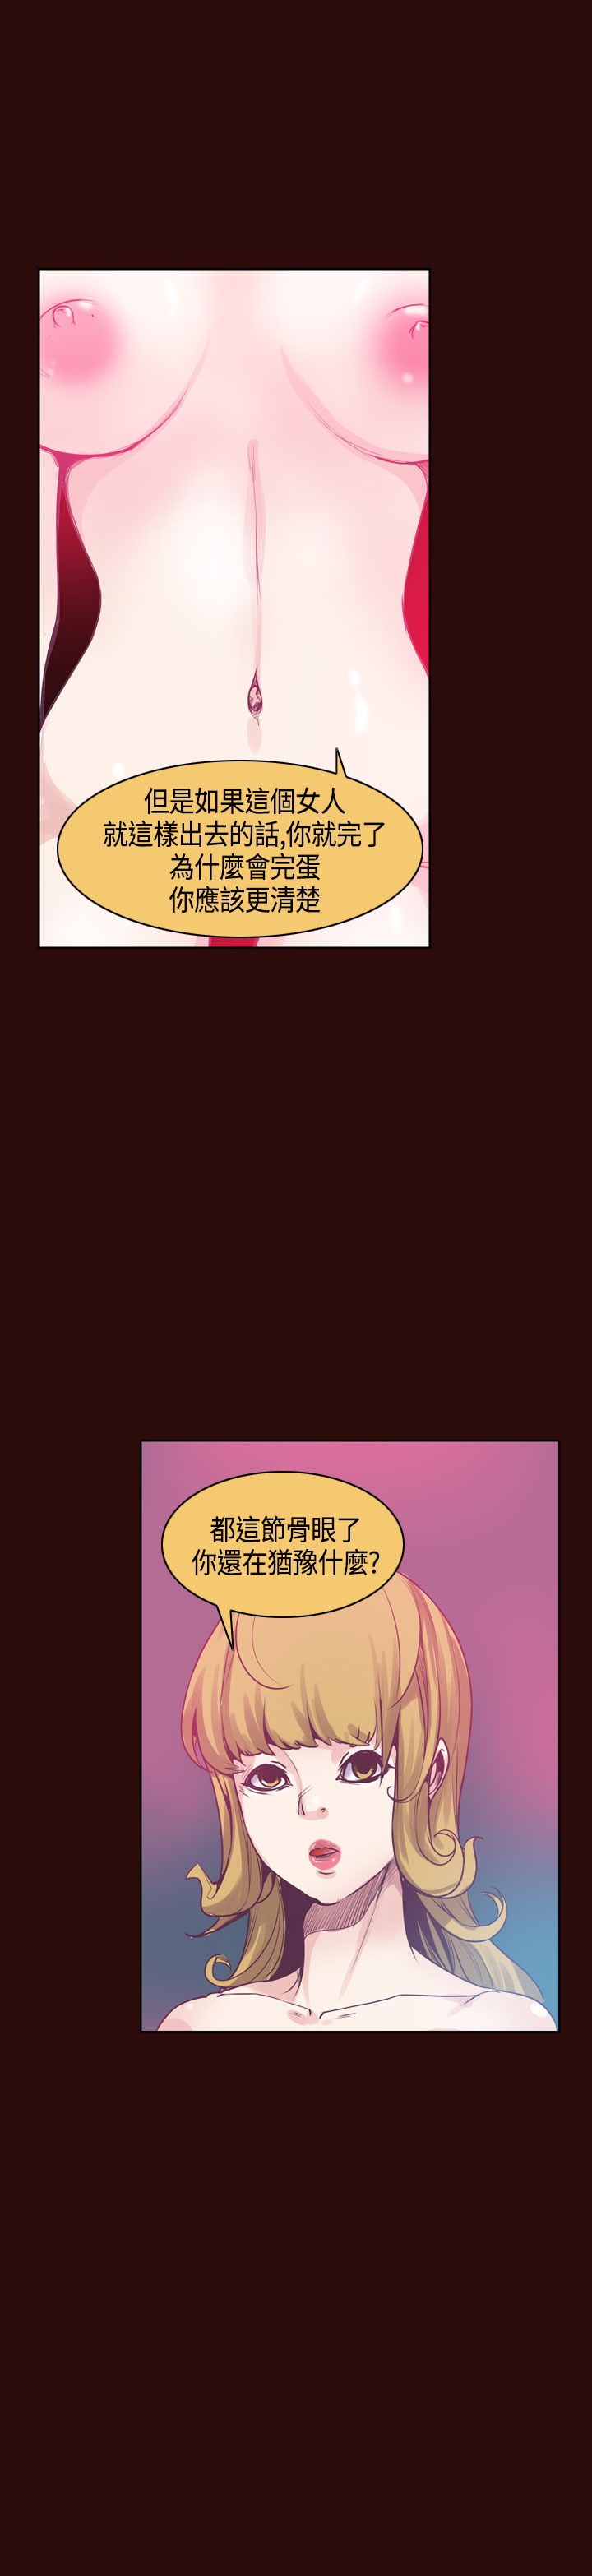 但是如果這個女人
就這樣出去的話,你就完了
為什麼會完蛋
你應該更清楚
都這節骨眼了
你還在猶豫什麼?